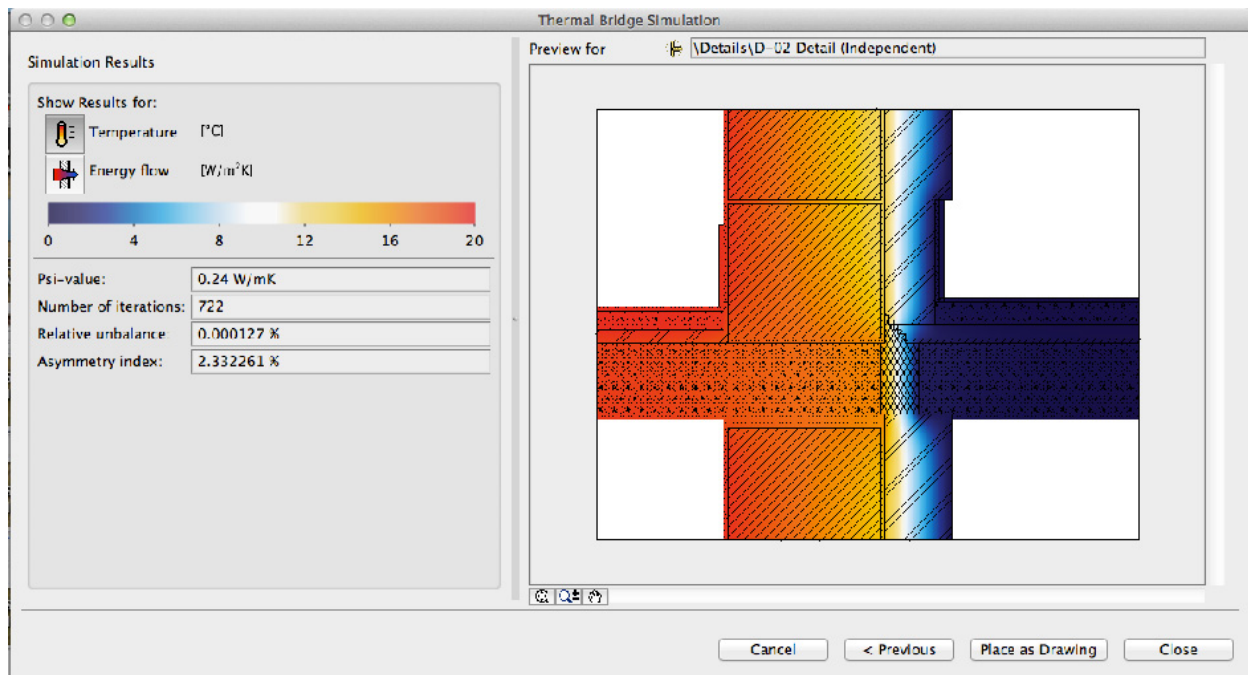 Thermal Bridge Simulation
Simulation Results
Show Results for:
Temperature [°C]
Energy flow [W/m²K]
0 4 8 12 16 20
Psi-value: 0.24 W/mK
Number of iterations: 722
Relative unbalance: 0.000127 %
Asymmetry index: 2.332261 %
Preview for \Details\D-02 Detail (Independent)
Cancel < Previous Place as Drawing Close